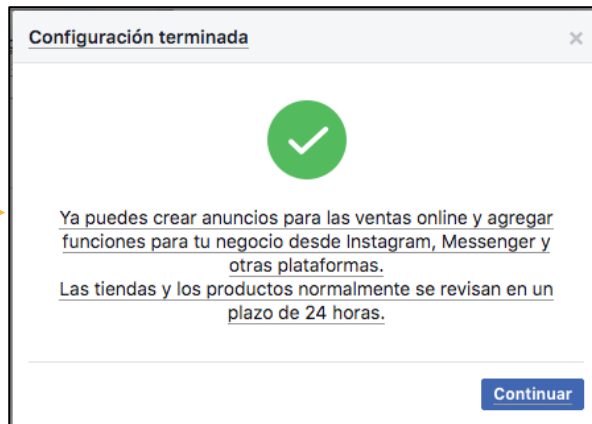 Configuración terminada
Ya puedes crear anuncios para las ventas online y agregar
funciones para tu negocio desde Instagram, Messenger y
otras plataformas.
Las tiendas y los productos normalmente se revisan en un
plazo de 24 horas.
Continuar